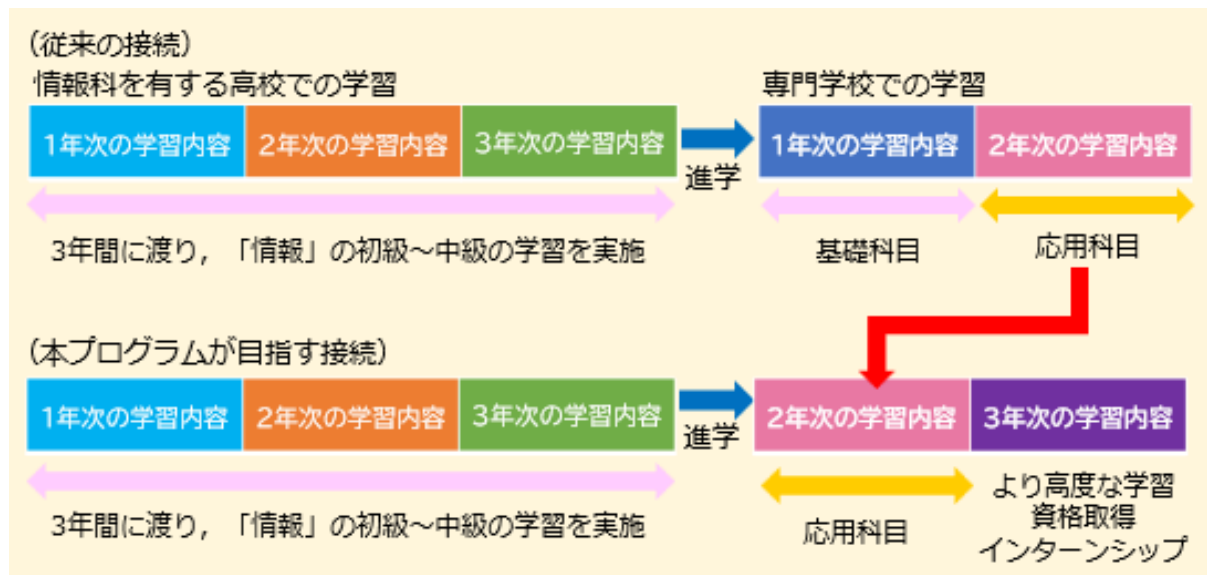 (従来の接続)
情報科を有する高校での学習
専門学校での学習
1年次の学習内容
2年次の学習内容
3年次の学習内容
進学
1年次の学習内容
2年次の学習内容
3年間に渡り，「情報」の初級～中級の学習を実施
基礎科目
応用科目
(本プログラムが目指す接続)
1年次の学習内容
2年次の学習内容
3年次の学習内容
進学
2年次の学習内容
3年次の学習内容
3年間に渡り，「情報」の初級～中級の学習を実施
応用科目
より高度な学習
資格取得
インターンシップ